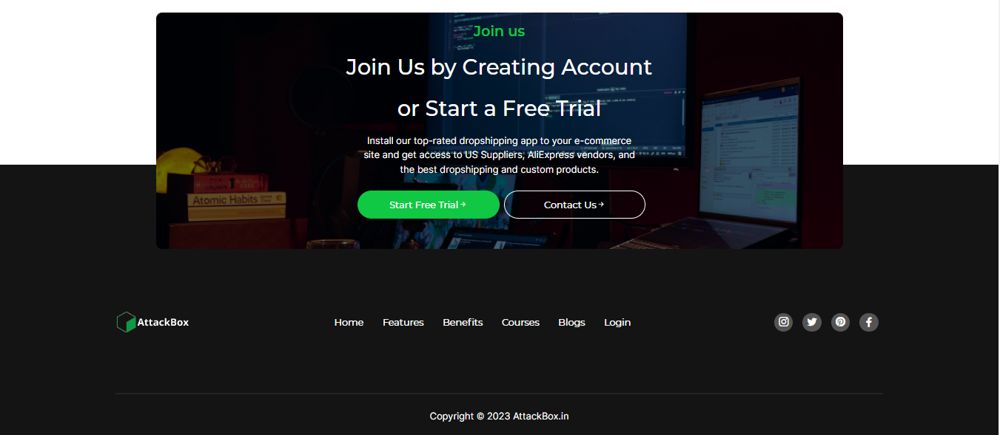 Join us
Join Us by Creating Account
or Start a Free Trial
Install our top-rated dropshipping app to your e-commerce
site and get access to US Suppliers, AliExpress vendors, and
the best dropshipping and custom products.
Atomic Habits
Start Free Trial →
Contact Us →
AttackBox
Home
Features
Benefits
Courses
Blogs
Login
Copyright © 2023 AttackBox.in